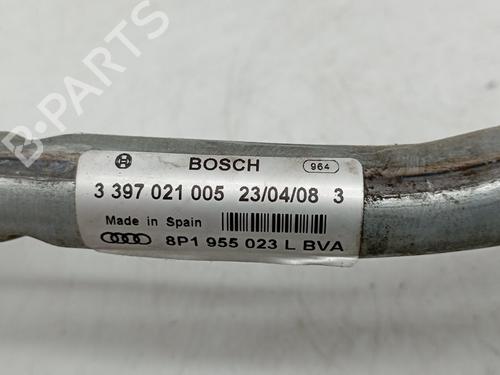 BOSCH 964
3 397 021 005 23/04/08 3
Made in Spain
8P1 955 023 L BVA
B-PARTS